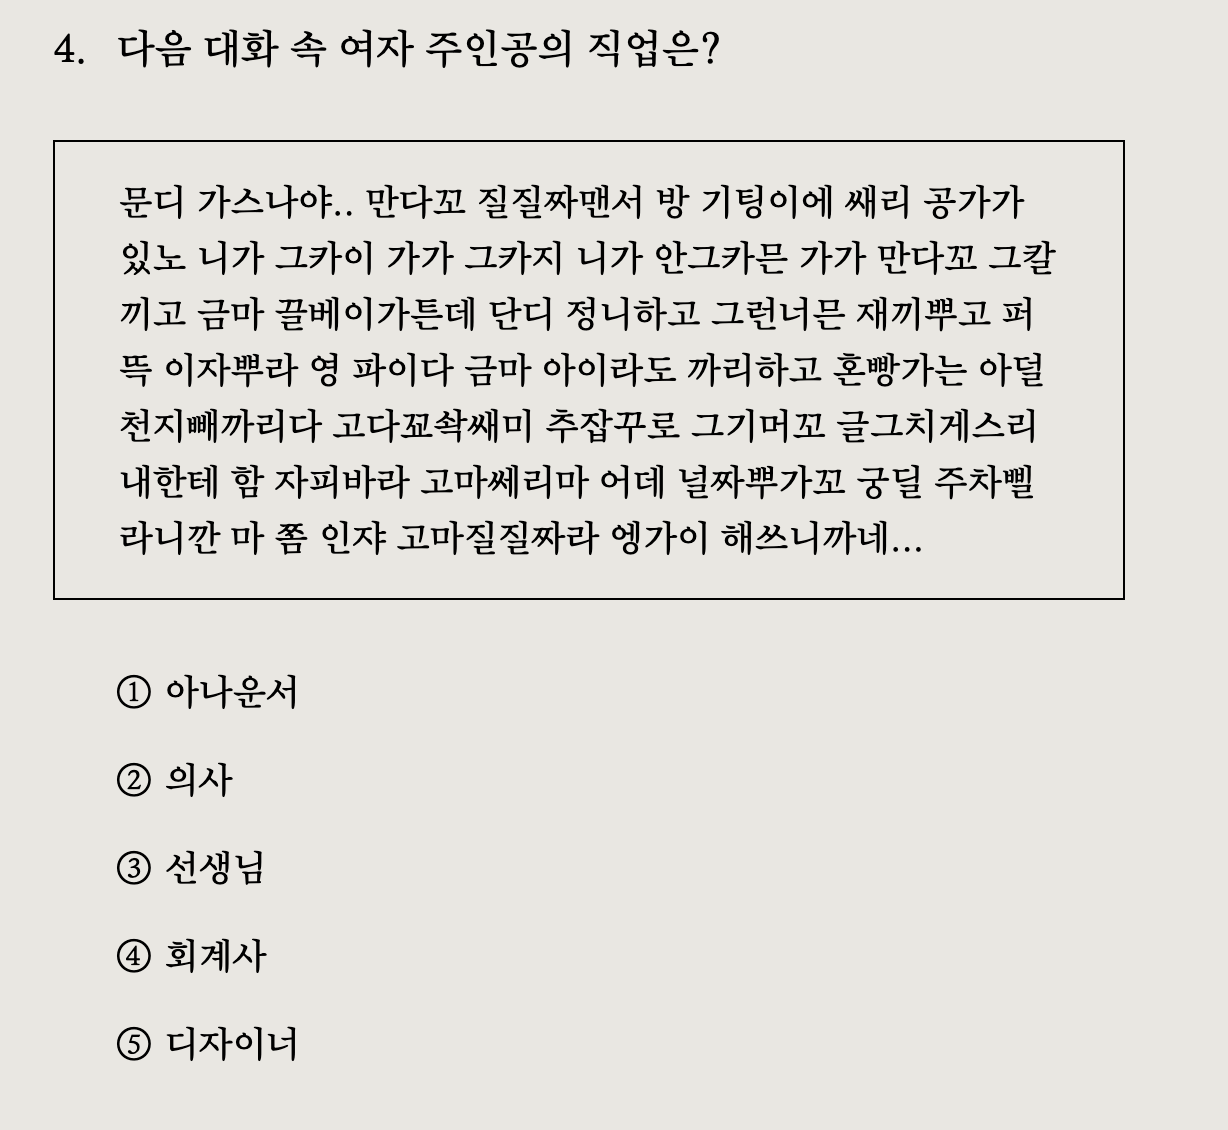 4. 다음 대화 속 여자 주인공의 직업은?
문디 가스나야.. 만다꼬 질질짜맨서 방 기팅이에 쌔리 공가가
있노 니가 그카이 가가 그카지 니가 안그카믄 가가 만다꼬 그칼
끼고 금마 끌베이가튼데 단디 정니하고 그런너믄 재끼뿌고 퍼
뜩 이자뿌라 영 파이다 금마 아이라도 까리하고 혼빵가는 아덜
천지빼까리다 고다꾜솩쌔미 추잡꾸로 그기머꼬 글그치게스리
내한테 함 자피바라 고마쎄리마 어데 널짜뿌가꼬 궁딜 주차삘
라니깐 마 쫌 인쟈 고마질질짜라 엥가이 해쓰니까네...
① 아나운서
② 의사
③ 선생님
④ 회계사
⑤ 디자이너